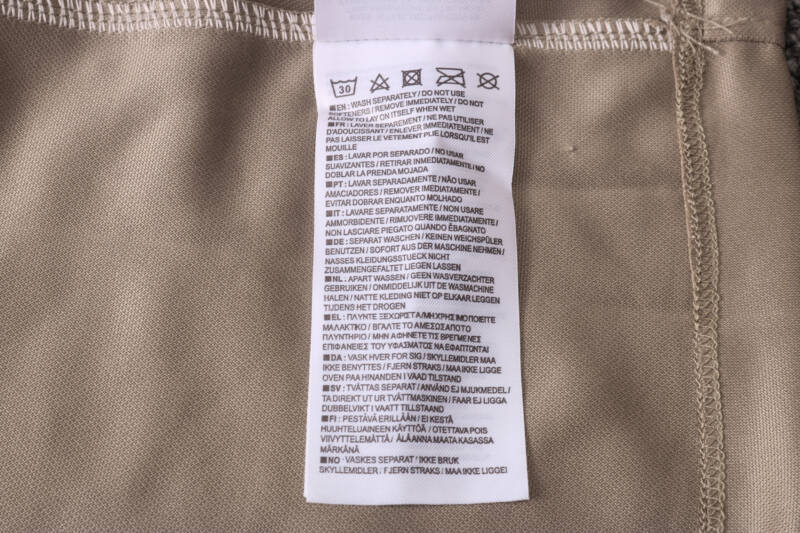 30
■EN : WASH SEPARATELY / DO NOT USE
SOFTENERS / REMOVE IMMEDIATELY / DO NOT
ALLOW TO LAY ON ITSELF WHEN WET
■FR : LAVER SEPAREMENT / NE PAS UTILISER
D'ADOUCISSANT / ENLEVER IMMEDIATEMENT / NE
PAS LAISSER LE VETEMENT PLIE LORSQU'IL EST
MOUILLE
■ES : LAVAR POR SEPARADO / NO USAR
SUAVIZANTES / RETIRAR INMEDIATAMENTE / NO
DOBLAR LA PRENDA MOJADA
■PT : LAVAR SEPARADAMENTE / NÃO USAR
AMACIADORES / REMOVER IMEDIATAMENTE /
EVITAR DOBRAR ENQUANTO MOLHADO
■IT : LAVARE SEPARATAMENTE / NON USARE
AMMORBIDENTE / RIMUOVERE IMMEDIATAMENTE /
NON LASCIARE PIEGATO QUANDO ÈBAGNATO
■DE : SEPARAT WASCHEN / KEINEN WEICHSPÜLER
BENUTZEN / SOFORT AUS DER MASCHINE NEHMEN /
NASSES KLEIDUNGSSTUECK NICHT
ZUSAMMENGEFALTET LIEGEN LASSEN
■NL : APART WASSEN / GEEN WASVERZACHTER
GEBRUIKEN / ONMIDDELIJK UIT DE WASMACHINE
HALEN / NATTE KLEDING NIET OP ELKAAR LEGGEN
TIJDENS HET DROGEN
■EL : ΠΛΥΝΤΕ ΞΕΧΩΡΙΣΤΑ/ΜΗ ΧΡΗΣΙΜΟΠΟΙΕΙΤΕ
ΜΑΛΑΚΤΙΚΟ / ΒΓΑΛΤΕ ΤΟ ΑΜΕΣΩΣΑΠΟΤΟ
ΠΛΥΝΤΗΡΙΟ / ΜΗΝ ΑΦΗΝΕΤΕ ΤΙΣ ΒΡΕΓΜΕΝΕΣ
ΕΠΙΦΑΝΕΙΕΣ ΤΟΥ ΥΦΑΣΜΑΤΟΣ ΝΑ ΕΦΑΠΤΟΝΤΑΙ
■DA : VASK HVER FOR SIG / SKYLLEMIDLER MAA
IKKE BENYTTES / FJERN STRAKS / MAA IKKE LIGGE
OVEN PAA HINANDEN I VAAD TILSTAND
■SV : TVÄTTAS SEPARAT / ANVÄND EJ MJUKMEDEL /
TA DIREKT UT UR TVÄTTMASKINEN / FAAR EJ LIGGA
DUBBELVIKT I VAATT TILLSTAAND
■FI : PESTÄVÄ ERILLÄÄN / EI KESTÄ
HUUHTELUAINEEN KÄYTTÖÄ / OTETTAVA POIS
VIIVYTTELEMÄTTÄ / ÄLÄ ANNA MAATA KASASSA
MÄRKÄNÄ
■NO : VASKES SEPARAT / IKKE BRUK
SKYLLEMIDLER / FJERN STRAKS / MAA IKKE LIGGEI